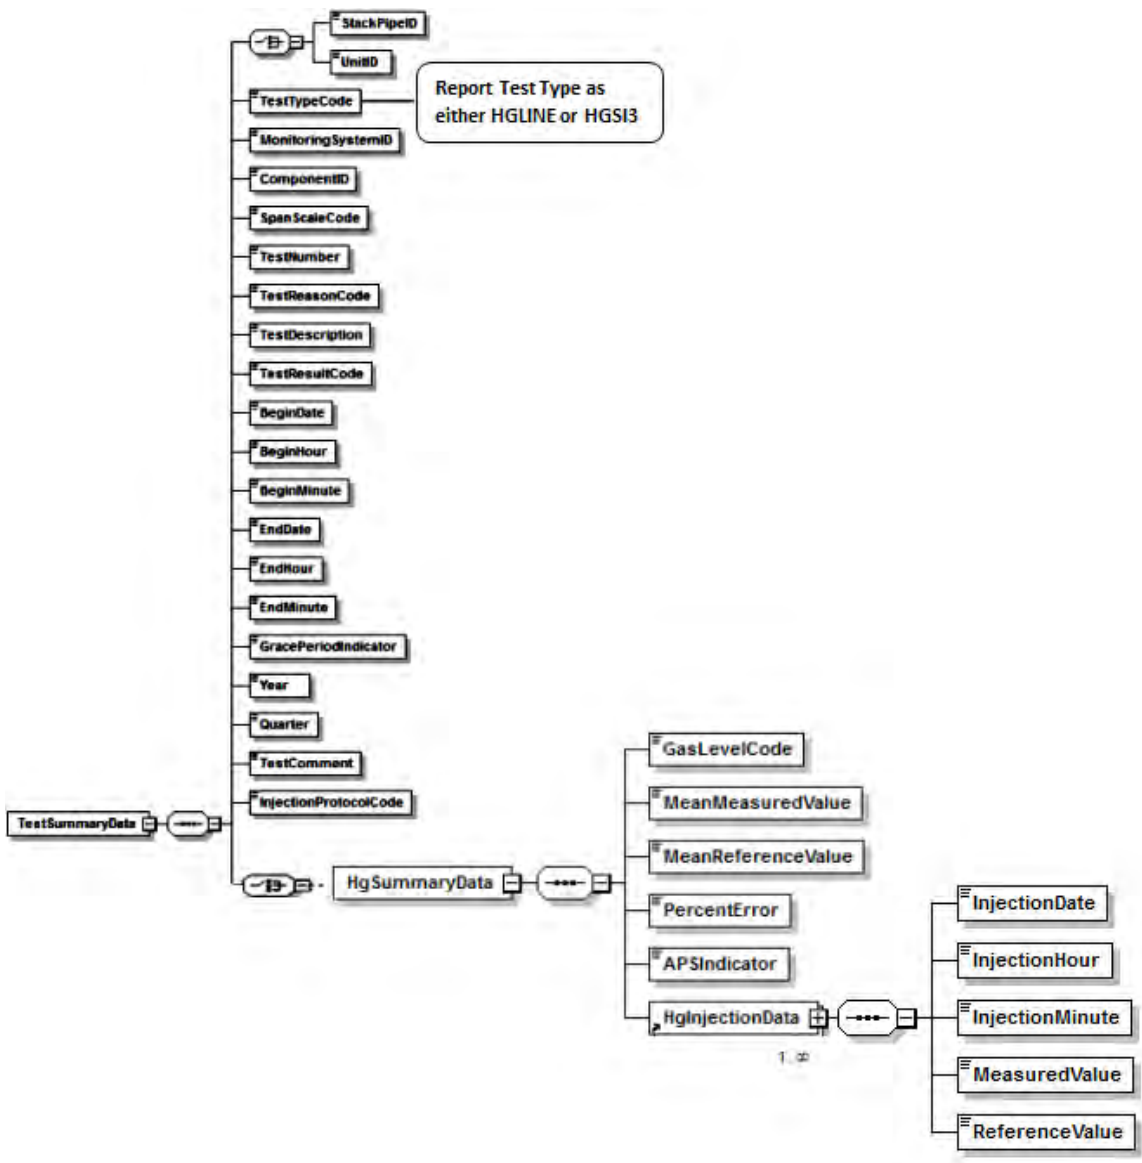 StackPipeID
UnitID
TestTypeCode
Report Test Type as
either HGLINE or HGSI3
MonitoringSystemID
ComponentID
SpanScaleCode
TestNumber
TestReasonCode
TestDescription
TestResultCode
BeginDate
BeginHour
BeginMinute
EndDate
EndHour
EndMinute
GracePeriodIndicator
Year
Quarter
TestComment
InjectionProtocolCode
TestSummaryData
HgSummaryData
GasLevelCode
MeanMeasuredValue
MeanReferenceValue
PercentError
APSIndicator
HgInjectionData
1..∞
InjectionDate
InjectionHour
InjectionMinute
MeasuredValue
ReferenceValue